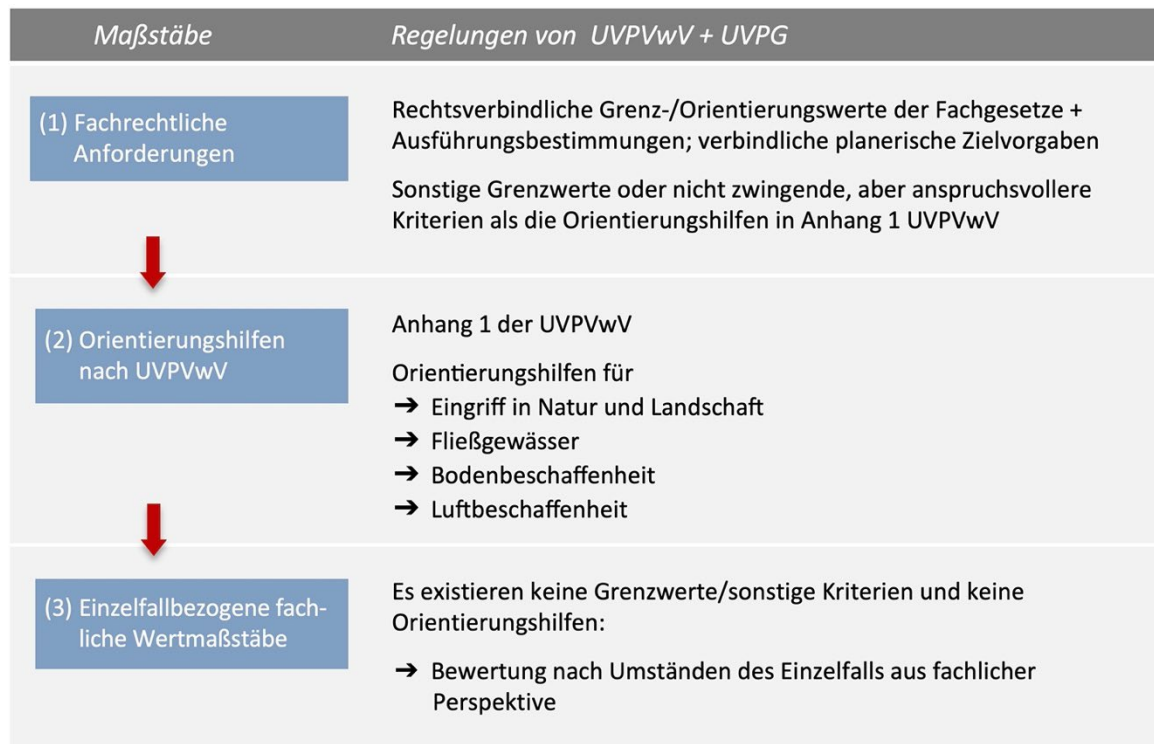 Maßstäbe
Regelungen von UVPVwV + UVPG
(1) Fachrechtliche
Anforderungen
Rechtsverbindliche Grenz-/Orientierungswerte der Fachgesetze +
Ausführungsbestimmungen; verbindliche planerische Zielvorgaben
Sonstige Grenzwerte oder nicht zwingende, aber anspruchsvollere
Kriterien als die Orientierungshilfen in Anhang 1 UVPVwV
(2) Orientierungshilfen
nach UVPVwV
Anhang 1 der UVPVwV
Orientierungshilfen für
➔ Eingriff in Natur und Landschaft
➔ Fließgewässer
➔ Bodenbeschaffenheit
➔ Luftbeschaffenheit
(3) Einzelfallbezogene fach-
liche Wertmaßstäbe
Es existieren keine Grenzwerte/sonstige Kriterien und keine
Orientierungshilfen:
➔ Bewertung nach Umständen des Einzelfalls aus fachlicher
Perspektive